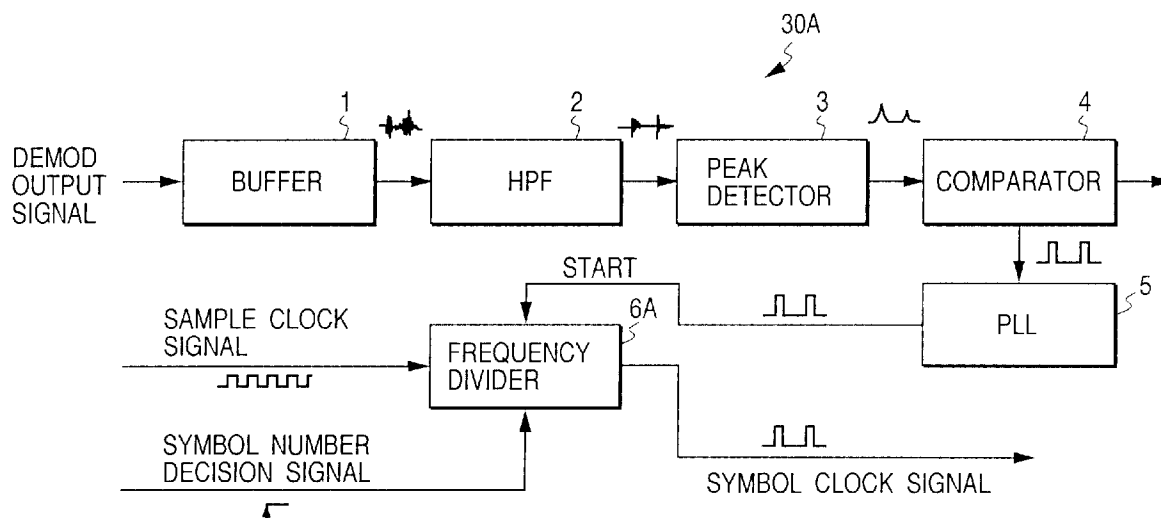 30A
1
2
3
4
DEMOD
OUTPUT
SIGNAL
BUFFER
HPF
PEAK
DETECTOR
COMPARATOR
START
5
6A
PLL
SAMPLE CLOCK
SIGNAL
FREQUENCY
DIVIDER
SYMBOL NUMBER
DECISION SIGNAL
SYMBOL CLOCK SIGNAL